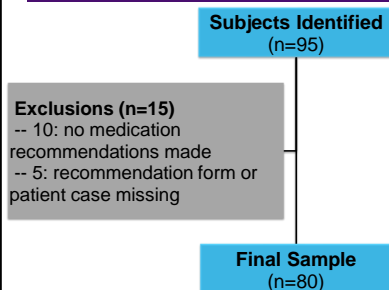 Subjects Identified
(n=95)
Exclusions (n=15)
-- 10: no medication
recommendations made
-- 5: recommendation form or
patient case missing
Final Sample
(n=80)